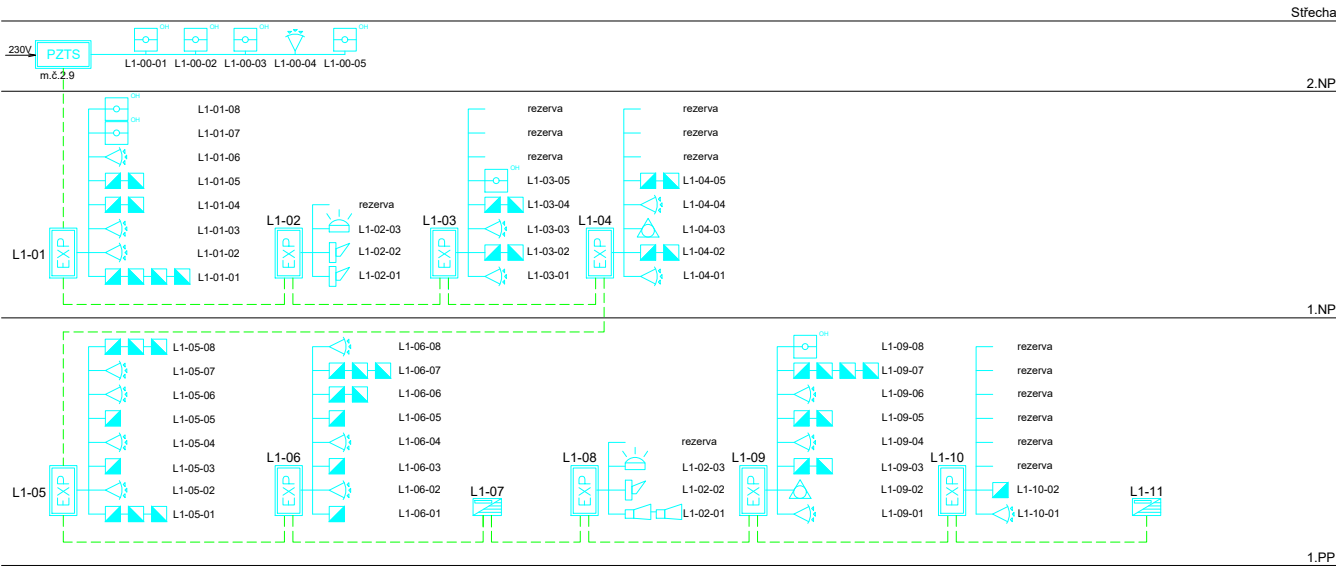 Střecha
230V
PZTS
m.č.2.9
OH
OH
OH
OH
L1-00-01 L1-00-02 L1-00-03 L1-00-04 L1-00-05
2.NP
L1-01
EXP
OH
L1-01-08
OH
L1-01-07
L1-01-06
L1-01-05
L1-01-04
L1-01-03
L1-01-02
L1-01-01
L1-02
EXP
rezerva
L1-02-03
L1-02-02
L1-02-01
L1-03
EXP
rezerva
rezerva
rezerva
OH
L1-03-05
L1-03-04
L1-03-03
L1-03-02
L1-03-01
L1-04
EXP
rezerva
rezerva
rezerva
L1-04-05
L1-04-04
L1-04-03
L1-04-02
L1-04-01
1.NP
L1-05
EXP
L1-05-08
L1-05-07
L1-05-06
L1-05-05
L1-05-04
L1-05-03
L1-05-02
L1-05-01
L1-06
EXP
L1-06-08
L1-06-07
L1-06-06
L1-06-05
L1-06-04
L1-06-03
L1-06-02
L1-06-01
L1-07
L1-08
EXP
rezerva
L1-02-03
L1-02-02
L1-02-01
L1-09
EXP
OH
L1-09-08
L1-09-07
L1-09-06
L1-09-05
L1-09-04
L1-09-03
L1-09-02
L1-09-01
L1-10
EXP
rezerva
rezerva
rezerva
rezerva
rezerva
rezerva
L1-10-02
L1-10-01
L1-11
1.PP